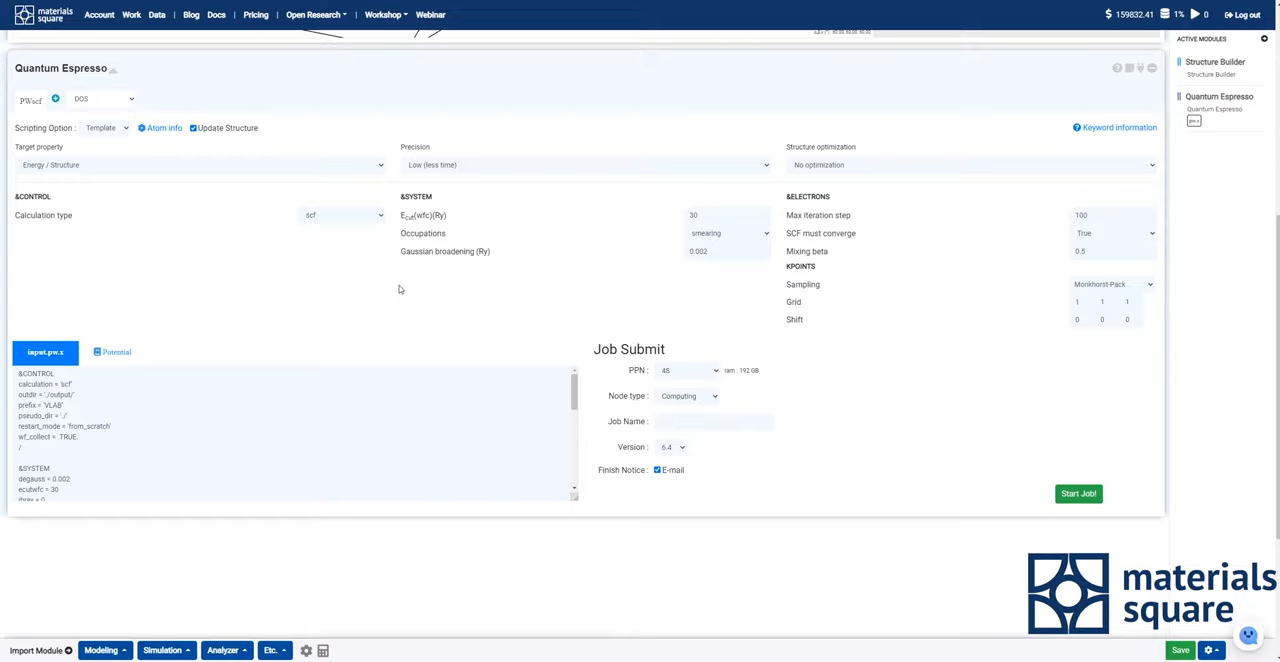 materials square
Account Work Data | Blog Docs | Pricing | Open Research | Workshop | Webinar
$ 159832.41 1% 0 Log out
ACTIVE MODULES
Structure Builder
Structure Builder
Quantum Espresso
Quantum Espresso
pw.x
Quantum Espresso
PWscf DOS
Scripting Option : Template Atom info Update Structure Keyword information
Target property Precision Structure optimization
Energy / Structure Low (less time) No optimization
&CONTROL &SYSTEM &ELECTRONS
Calculation type scf Ecut(wfc)(Ry) 30 Max iteration step 100
Occupations smearing SCF must converge True
Gaussian broadening (Ry) 0.002 Mixing beta 0.5
KPOINTS
Sampling Monkhorst-Pack
Grid 1 1 1
Shift 0 0 0
input.pw.x Potential
&CONTROL
calculation = 'scf'
outdir = './output/'
prefix = 'VLAB'
pseudo_dir = './'
restart_mode = 'from_scratch'
wf_collect = .TRUE.
/
&SYSTEM
degauss = 0.002
ecutwfc = 30
ibrav = 0
Job Submit
PPN : 48 ram : 192 GB
Node type : Computing
Job Name :
Version : 6.4
Finish Notice : E-mail
Start Job!
materials
square
Import Module Modeling Simulation Analyzer Etc. Save